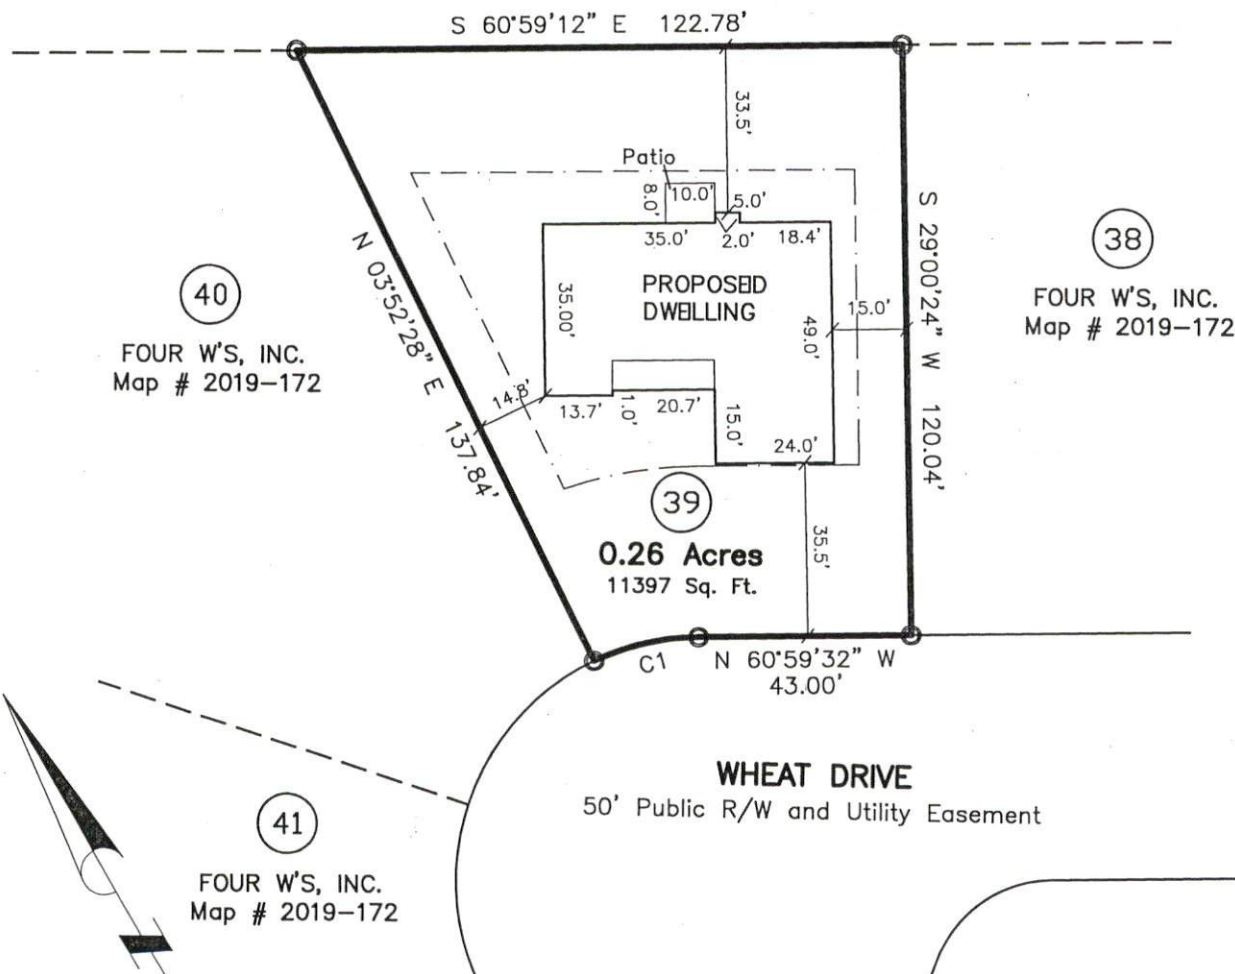 S 60°59'12" E 122.78'
33.5'
Patio
8.0'
10.0'
5.0'
35.0'
2.0'
18.4'
PROPOSED
DWELLING
35.00'
49.0'
15.0'
14.8'
13.7'
1.0'
20.7'
15.0'
24.0'
N 03°52'28" E 137.84'
S 29°00'24" W 120.04'
40
FOUR W'S, INC.
Map # 2019-172
38
FOUR W'S, INC.
Map # 2019-172
39
0.26 Acres
11397 Sq. Ft.
35.5'
C1
N 60°59'32" W
43.00'
WHEAT DRIVE
50' Public R/W and Utility Easement
41
FOUR W'S, INC.
Map # 2019-172